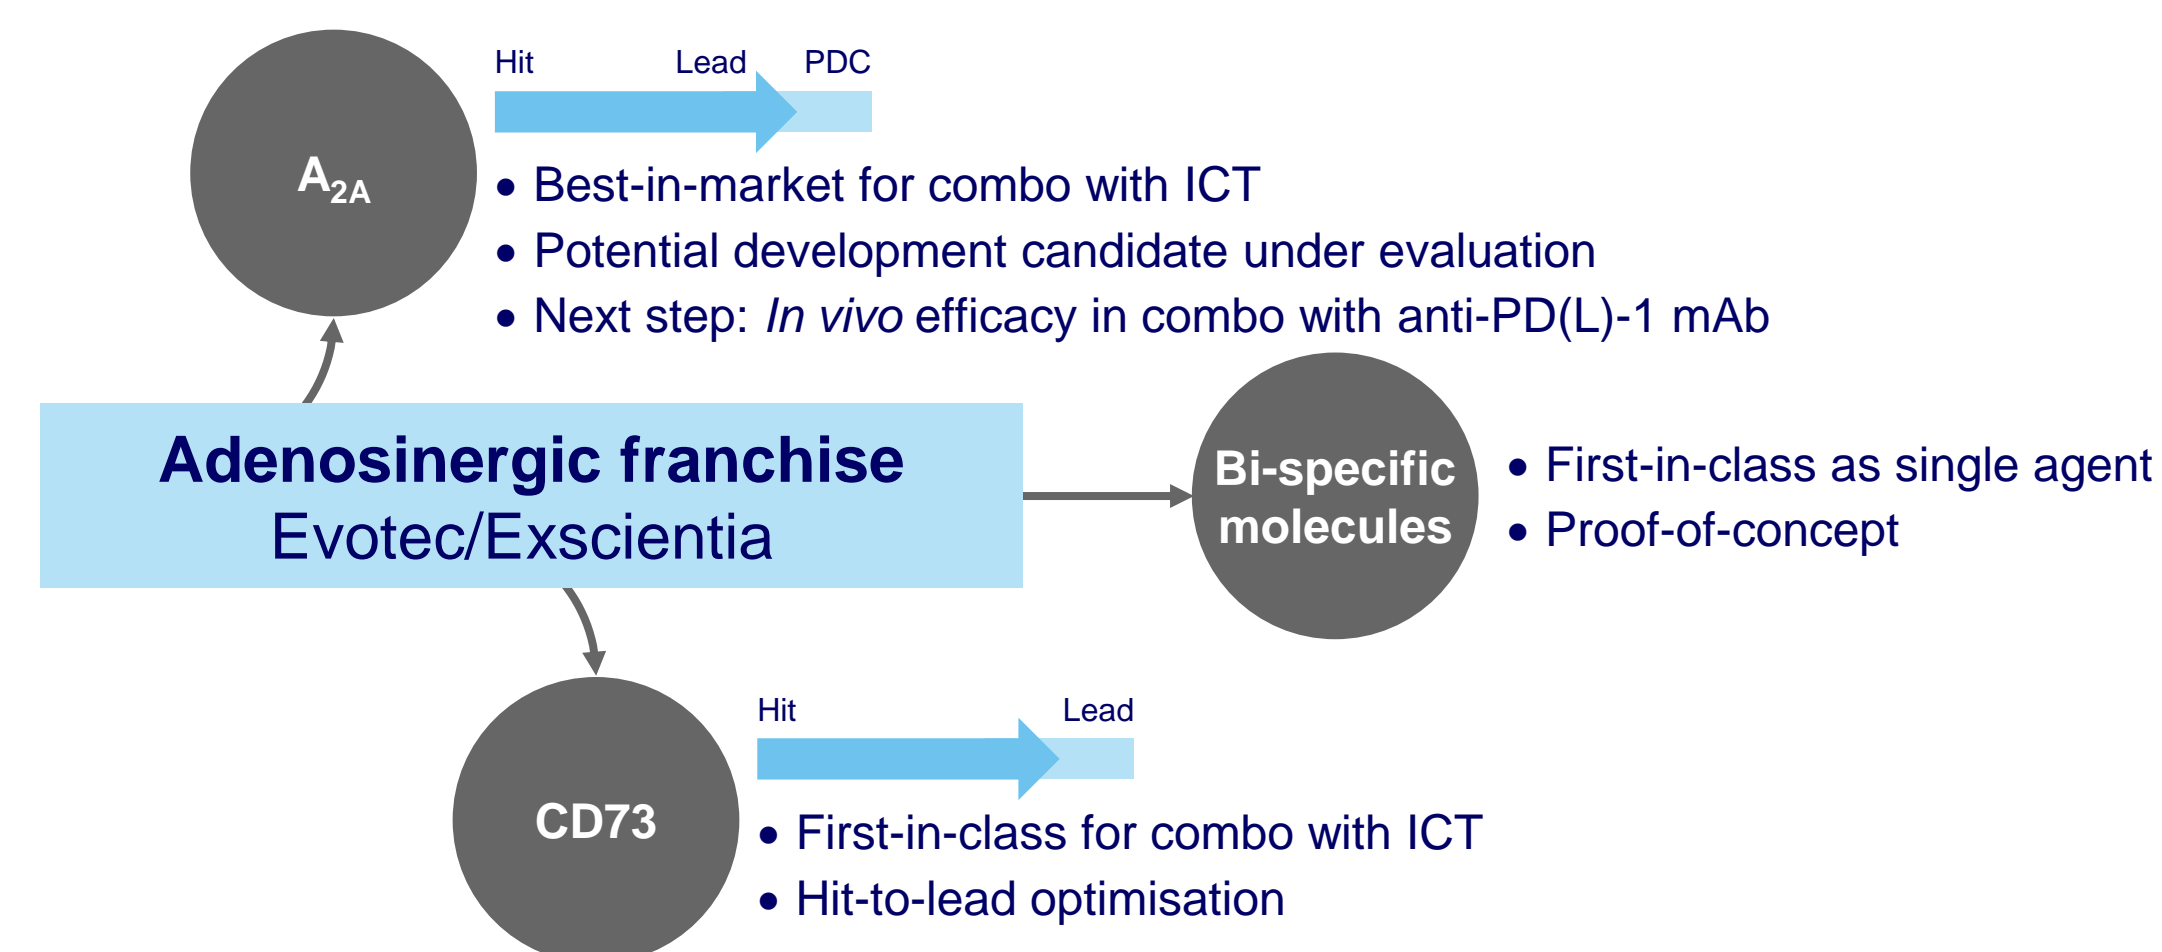 Hit Lead PDC
A2A
• Best-in-market for combo with ICT
• Potential development candidate under evaluation
• Next step: In vivo efficacy in combo with anti-PD(L)-1 mAb
Adenosinergic franchise
Evotec/Exscientia
Bi-specific
molecules
• First-in-class as single agent
• Proof-of-concept
Hit Lead
CD73
• First-in-class for combo with ICT
• Hit-to-lead optimisation